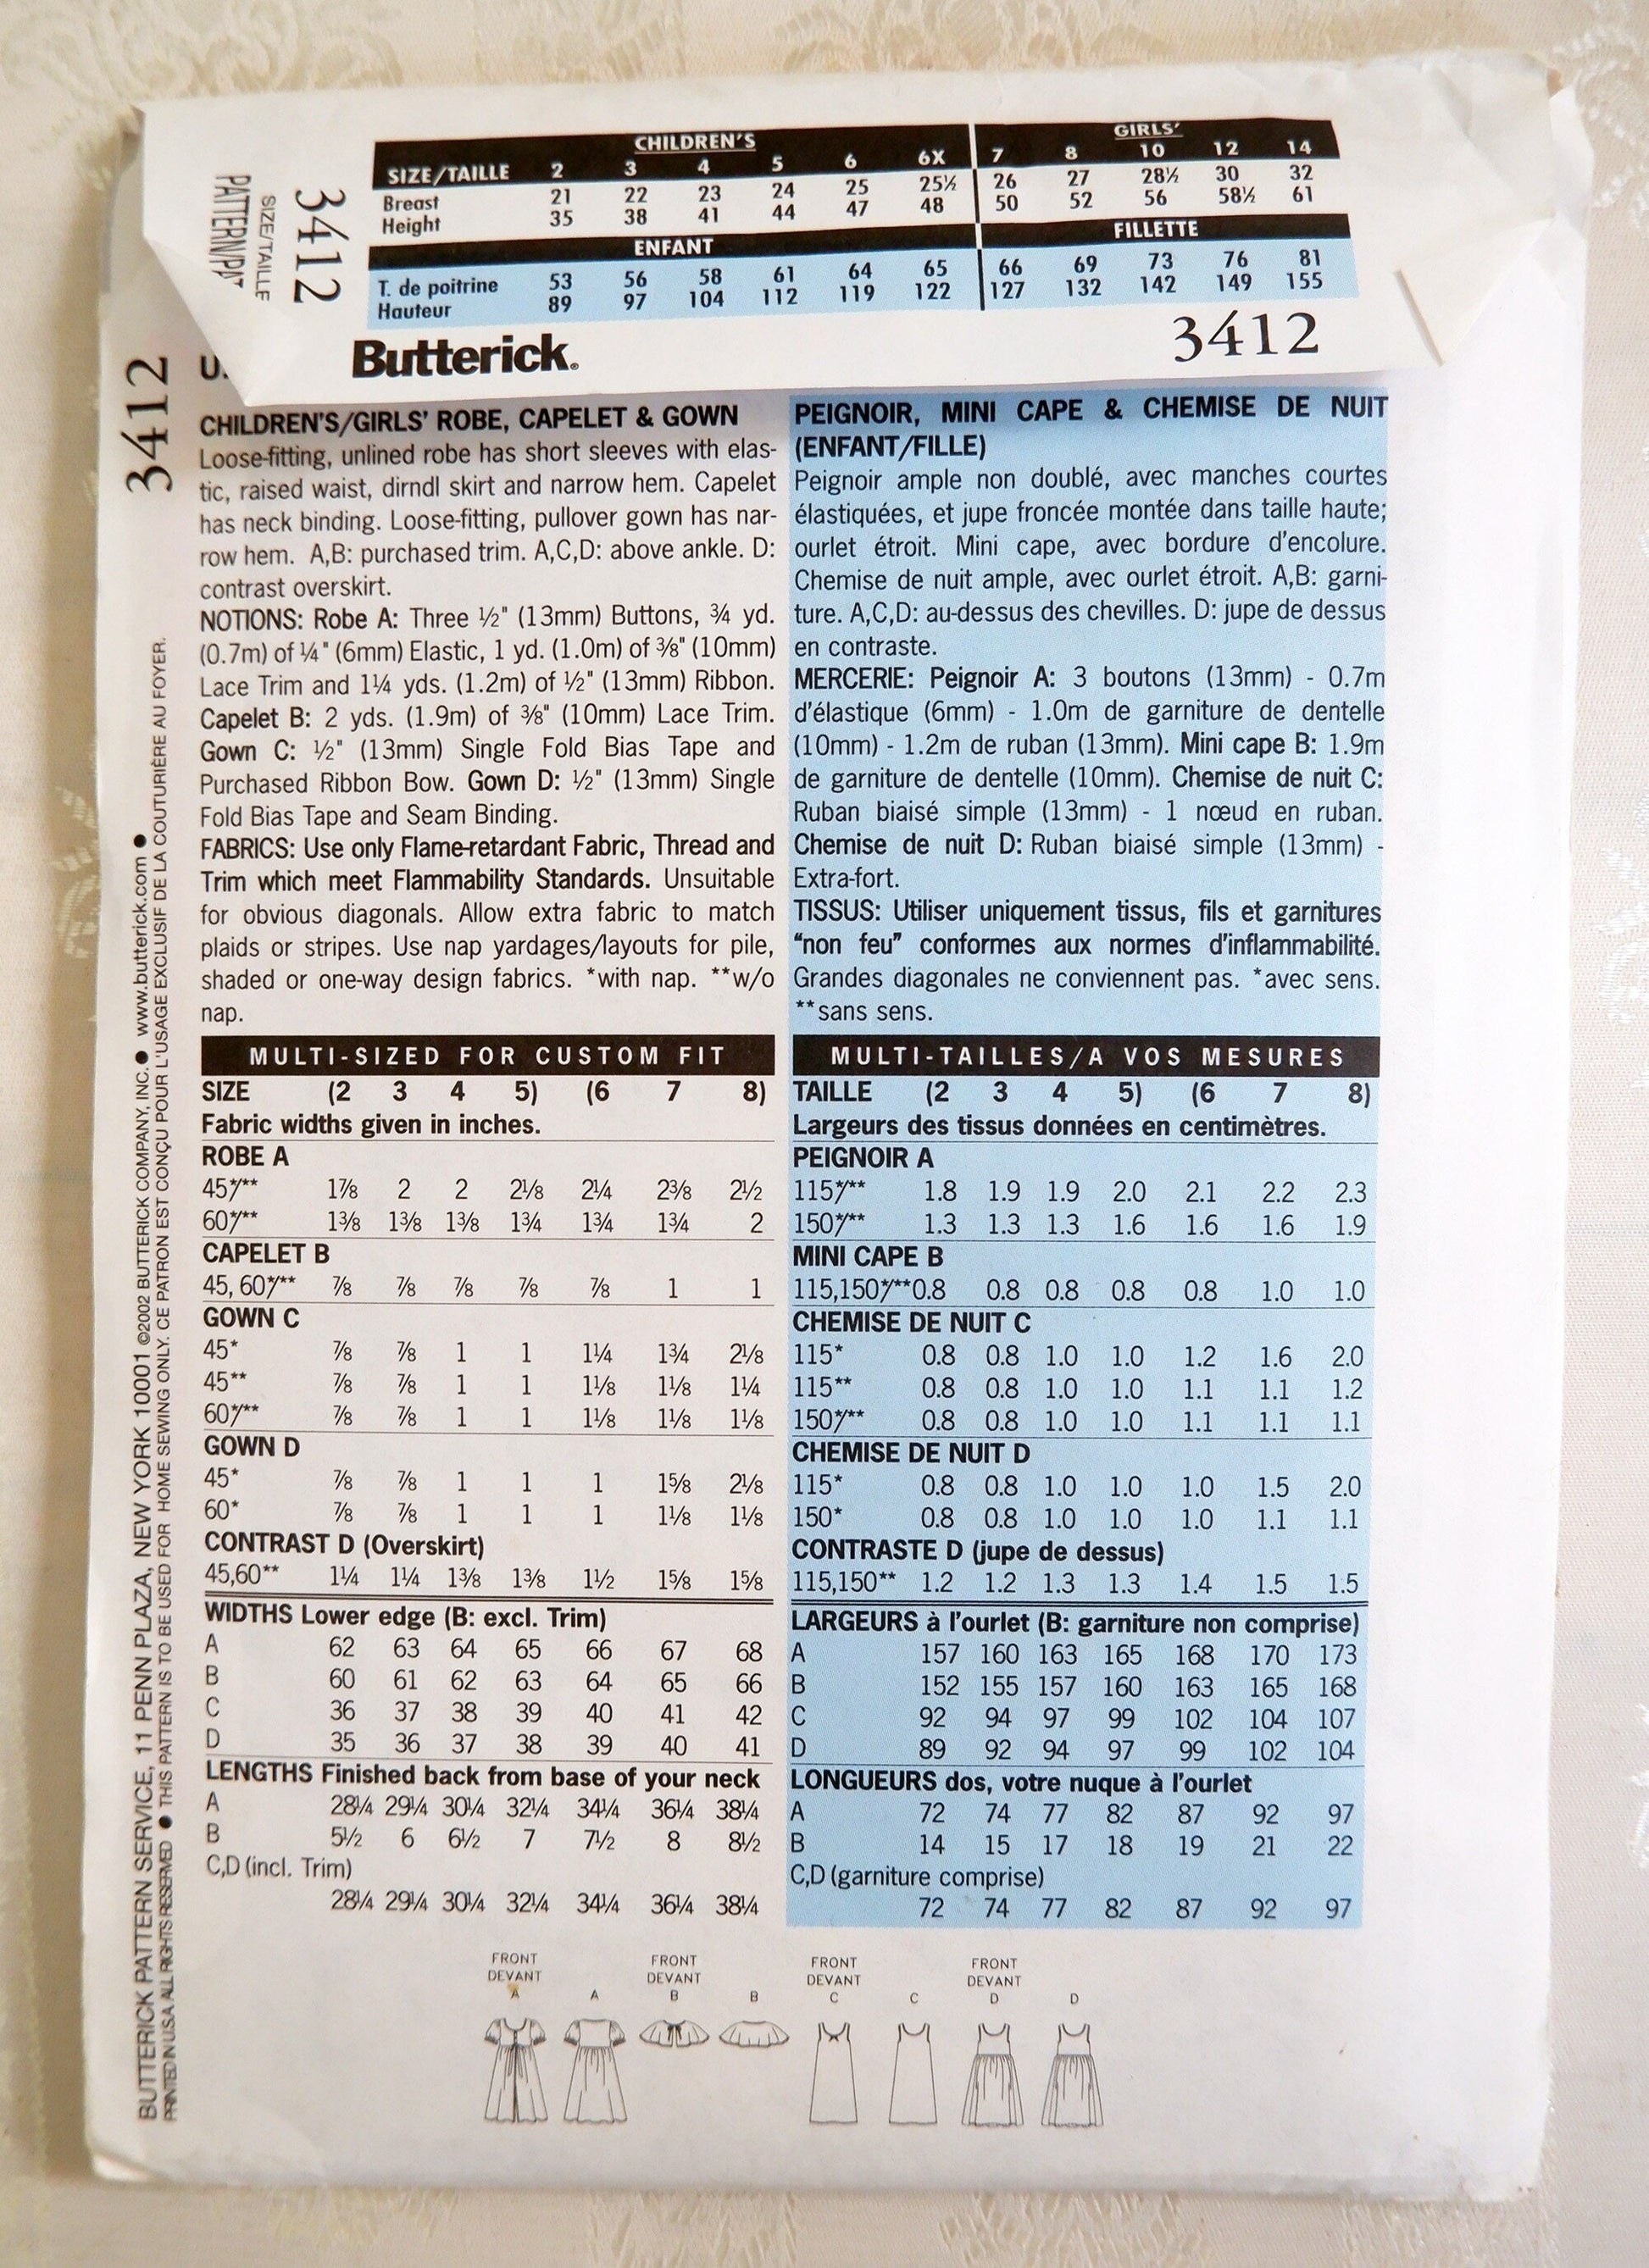 CHILDREN'S GIRLS'
SIZE/TAILLE 2 3 4 5 6 6X 7 8 10 12 14
Breast 21 22 23 24 25 25½ 26 27 28½ 30 32
Height 35 38 41 44 47 48 50 52 56 58½ 61
ENFANT FILLETTE
T. de poitrine 53 56 58 61 64 65 66 69 73 76 81
Hauteur 89 97 104 112 119 122 127 132 142 149 155
3412
SIZE/TAILLE
PATTERN/PAT
Butterick® 3412
3412
U.
CHILDREN'S/GIRLS' ROBE, CAPELET & GOWN
Loose-fitting, unlined robe has short sleeves with elas-
tic, raised waist, dirndl skirt and narrow hem. Capelet
has neck binding. Loose-fitting, pullover gown has nar-
row hem. A,B: purchased trim. A,C,D: above ankle. D:
contrast overskirt.
NOTIONS: Robe A: Three ½" (13mm) Buttons, ¾ yd.
(0.7m) of ¼" (6mm) Elastic, 1 yd. (1.0m) of ⅜" (10mm)
Lace Trim and 1¼ yds. (1.2m) of ½" (13mm) Ribbon.
Capelet B: 2 yds. (1.9m) of ⅜" (10mm) Lace Trim.
Gown C: ½" (13mm) Single Fold Bias Tape and
Purchased Ribbon Bow. Gown D: ½" (13mm) Single
Fold Bias Tape and Seam Binding.
FABRICS: Use only Flame-retardant Fabric, Thread and
Trim which meet Flammability Standards. Unsuitable
for obvious diagonals. Allow extra fabric to match
plaids or stripes. Use nap yardages/layouts for pile,
shaded or one-way design fabrics. *with nap. **w/o
nap.
MULTI-SIZED FOR CUSTOM FIT
SIZE (2 3 4 5) (6 7 8)
Fabric widths given in inches.
ROBE A
45*/** 1⅞ 2 2 2⅛ 2¼ 2⅜ 2½
60*/** 1⅜ 1⅜ 1⅜ 1¾ 1¾ 1¾ 2
CAPELET B
45, 60*/** ⅞ ⅞ ⅞ ⅞ ⅞ 1 1
GOWN C
45* ⅞ ⅞ 1 1 1¼ 1¾ 2⅛
45** ⅞ ⅞ 1 1 1⅛ 1⅛ 1¼
60*/** ⅞ ⅞ 1 1 1⅛ 1⅛ 1⅛
GOWN D
45* ⅞ ⅞ 1 1 1 1⅝ 2⅛
60* ⅞ ⅞ 1 1 1 1⅛ 1⅛
CONTRAST D (Overskirt)
45,60** 1¼ 1¼ 1⅜ 1⅜ 1½ 1⅝ 1⅝
WIDTHS Lower edge (B: excl. Trim)
A 62 63 64 65 66 67 68
B 60 61 62 63 64 65 66
C 36 37 38 39 40 41 42
D 35 36 37 38 39 40 41
LENGTHS Finished back from base of your neck
A 28¼ 29¼ 30¼ 32¼ 34¼ 36¼ 38¼
B 5½ 6 6½ 7 7½ 8 8½
C,D (incl. Trim)
28¼ 29¼ 30¼ 32¼ 34¼ 36¼ 38¼
PEIGNOIR, MINI CAPE & CHEMISE DE NUIT
(ENFANT/FILLE)
Peignoir ample non doublé, avec manches courtes
élastiquées, et jupe froncée montée dans taille haute;
ourlet étroit. Mini cape, avec bordure d'encolure.
Chemise de nuit ample, avec ourlet étroit. A,B: garni-
ture. A,C,D: au-dessus des chevilles. D: jupe de dessus
en contraste.
MERCERIE: Peignoir A: 3 boutons (13mm) - 0.7m
d'élastique (6mm) - 1.0m de garniture de dentelle
(10mm) - 1.2m de ruban (13mm). Mini cape B: 1.9m
de garniture de dentelle (10mm). Chemise de nuit C:
Ruban biaisé simple (13mm) - 1 nœud en ruban.
Chemise de nuit D: Ruban biaisé simple (13mm) -
Extra-fort.
TISSUS: Utiliser uniquement tissus, fils et garnitures
"non feu" conformes aux normes d'inflammabilité.
Grandes diagonales ne conviennent pas. *avec sens.
**sans sens.
MULTI-TAILLES/A VOS MESURES
TAILLE (2 3 4 5) (6 7 8)
Largeurs des tissus données en centimètres.
PEIGNOIR A
115*/** 1.8 1.9 1.9 2.0 2.1 2.2 2.3
150*/** 1.3 1.3 1.3 1.6 1.6 1.6 1.9
MINI CAPE B
115,150*/** 0.8 0.8 0.8 0.8 0.8 1.0 1.0
CHEMISE DE NUIT C
115* 0.8 0.8 1.0 1.0 1.2 1.6 2.0
115** 0.8 0.8 1.0 1.0 1.1 1.1 1.2
150*/** 0.8 0.8 1.0 1.0 1.1 1.1 1.1
CHEMISE DE NUIT D
115* 0.8 0.8 1.0 1.0 1.0 1.5 2.0
150* 0.8 0.8 1.0 1.0 1.0 1.1 1.1
CONTRASTE D (jupe de dessus)
115,150** 1.2 1.2 1.3 1.3 1.4 1.5 1.5
LARGEURS à l'ourlet (B: garniture non comprise)
A 157 160 163 165 168 170 173
B 152 155 157 160 163 165 168
C 92 94 97 99 102 104 107
D 89 92 94 97 99 102 104
LONGUEURS dos, votre nuque à l'ourlet
A 72 74 77 82 87 92 97
B 14 15 17 18 19 21 22
C,D (garniture comprise)
72 74 77 82 87 92 97
FRONT FRONT FRONT FRONT
DEVANT DEVANT DEVANT DEVANT
A A B B C C D D
BUTTERICK PATTERN SERVICE, 11 PENN PLAZA, NEW YORK 10001 ©2002 BUTTERICK COMPANY, INC. ● www.butterick.com ●
PRINTED IN U.S.A. ALL RIGHTS RESERVED ● THIS PATTERN IS TO BE USED FOR HOME SEWING ONLY. CE PATRON EST CONÇU POUR L'USAGE EXCLUSIF DE LA COUTURIÈRE AU FOYER.